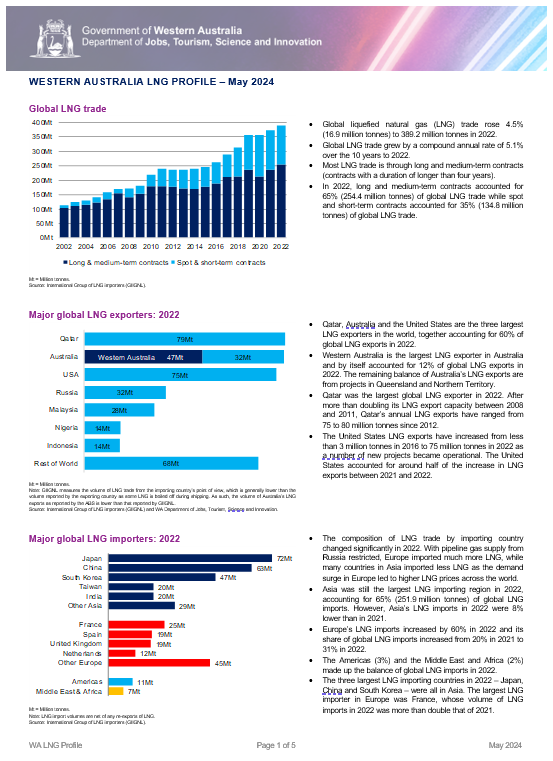 Government of Western Australia
Department of Jobs, Tourism, Science and Innovation
WESTERN AUSTRALIA LNG PROFILE – May 2024
Global LNG trade
400Mt
350Mt
300Mt
250Mt
200Mt
150Mt
100Mt
50Mt
0Mt
2002 2004 2006 2008 2010 2012 2014 2016 2018 2020 2022
Long & medium-term contracts Spot & short-term contracts
Mt = Million tonnes.
Source: International Group of LNG Importers (GIIGNL).
• Global liquefied natural gas (LNG) trade rose 4.5%
(16.9 million tonnes) to 389.2 million tonnes in 2022.
• Global LNG trade grew by a compound annual rate of 5.1%
over the 10 years to 2022.
• Most LNG trade is through long and medium-term contracts
(contracts with a duration of longer than four years).
• In 2022, long and medium-term contracts accounted for
65% (254.4 million tonnes) of global LNG trade while spot
and short-term contracts accounted for 35% (134.8 million
tonnes) of global LNG trade.
Major global LNG exporters: 2022
Qatar 79Mt
Australia Western Australia 47Mt 32Mt
USA 75Mt
Russia 32Mt
Malaysia 28Mt
Nigeria 14Mt
Indonesia 14Mt
Rest of World 68Mt
Mt = Million tonnes.
Note: GIIGNL measures the volume of LNG trade from the importing country's point of view, which is generally lower than the
volume reported by the exporting country as some LNG is boiled off during shipping. As such, the volume of Australia's LNG
exports as reported by the ABS is lower than that reported by GIIGNL.
Source: International Group of LNG Importers (GIIGNL) and WA Department of Jobs, Tourism, Science and Innovation.
• Qatar, Australia and the United States are the three largest
LNG exporters in the world, together accounting for 60% of
global LNG exports in 2022.
• Western Australia is the largest LNG exporter in Australia
and by itself accounted for 12% of global LNG exports in
2022. The remaining balance of Australia's LNG exports are
from projects in Queensland and Northern Territory.
• Qatar was the largest global LNG exporter in 2022. After
more than doubling its LNG export capacity between 2008
and 2011, Qatar's annual LNG exports have ranged from
75 to 80 million tonnes since 2012.
• The United States LNG exports have increased from less
than 3 million tonnes in 2016 to 75 million tonnes in 2022 as
a number of new projects became operational. The United
States accounted for around half of the increase in LNG
exports between 2021 and 2022.
Major global LNG importers: 2022
Japan 72Mt
China 63Mt
South Korea 47Mt
Taiwan 20Mt
India 20Mt
Other Asia 29Mt
France 25Mt
Spain 19Mt
United Kingdom 19Mt
Netherlands 12Mt
Other Europe 45Mt
Americas 11Mt
Middle East & Africa 7Mt
Mt = Million tonnes.
Note: LNG import volumes are net of any re-exports of LNG.
Source: International Group of LNG Importers (GIIGNL).
• The composition of LNG trade by importing country
changed significantly in 2022. With pipeline gas supply from
Russia restricted, Europe imported much more LNG, while
many countries in Asia imported less LNG as the demand
surge in Europe led to higher LNG prices across the world.
• Asia was still the largest importing region in 2022,
accounting for 65% (251.9 million tonnes) of global LNG
imports. However, Asia's LNG imports in 2022 were 8%
lower than in 2021.
• Europe's LNG imports increased by 60% in 2022 and its
share of global LNG imports increased from 20% in 2021 to
31% in 2022.
• The Americas (3%) and the Middle East and Africa (2%)
made up the balance of global LNG imports in 2022.
• The three largest LNG importing countries in 2022 – Japan,
China and South Korea – were all in Asia. The largest LNG
importer in Europe was France, whose volume of LNG
imports in 2022 was more than double that of 2021.
WA LNG Profile Page 1 of 5 May 2024